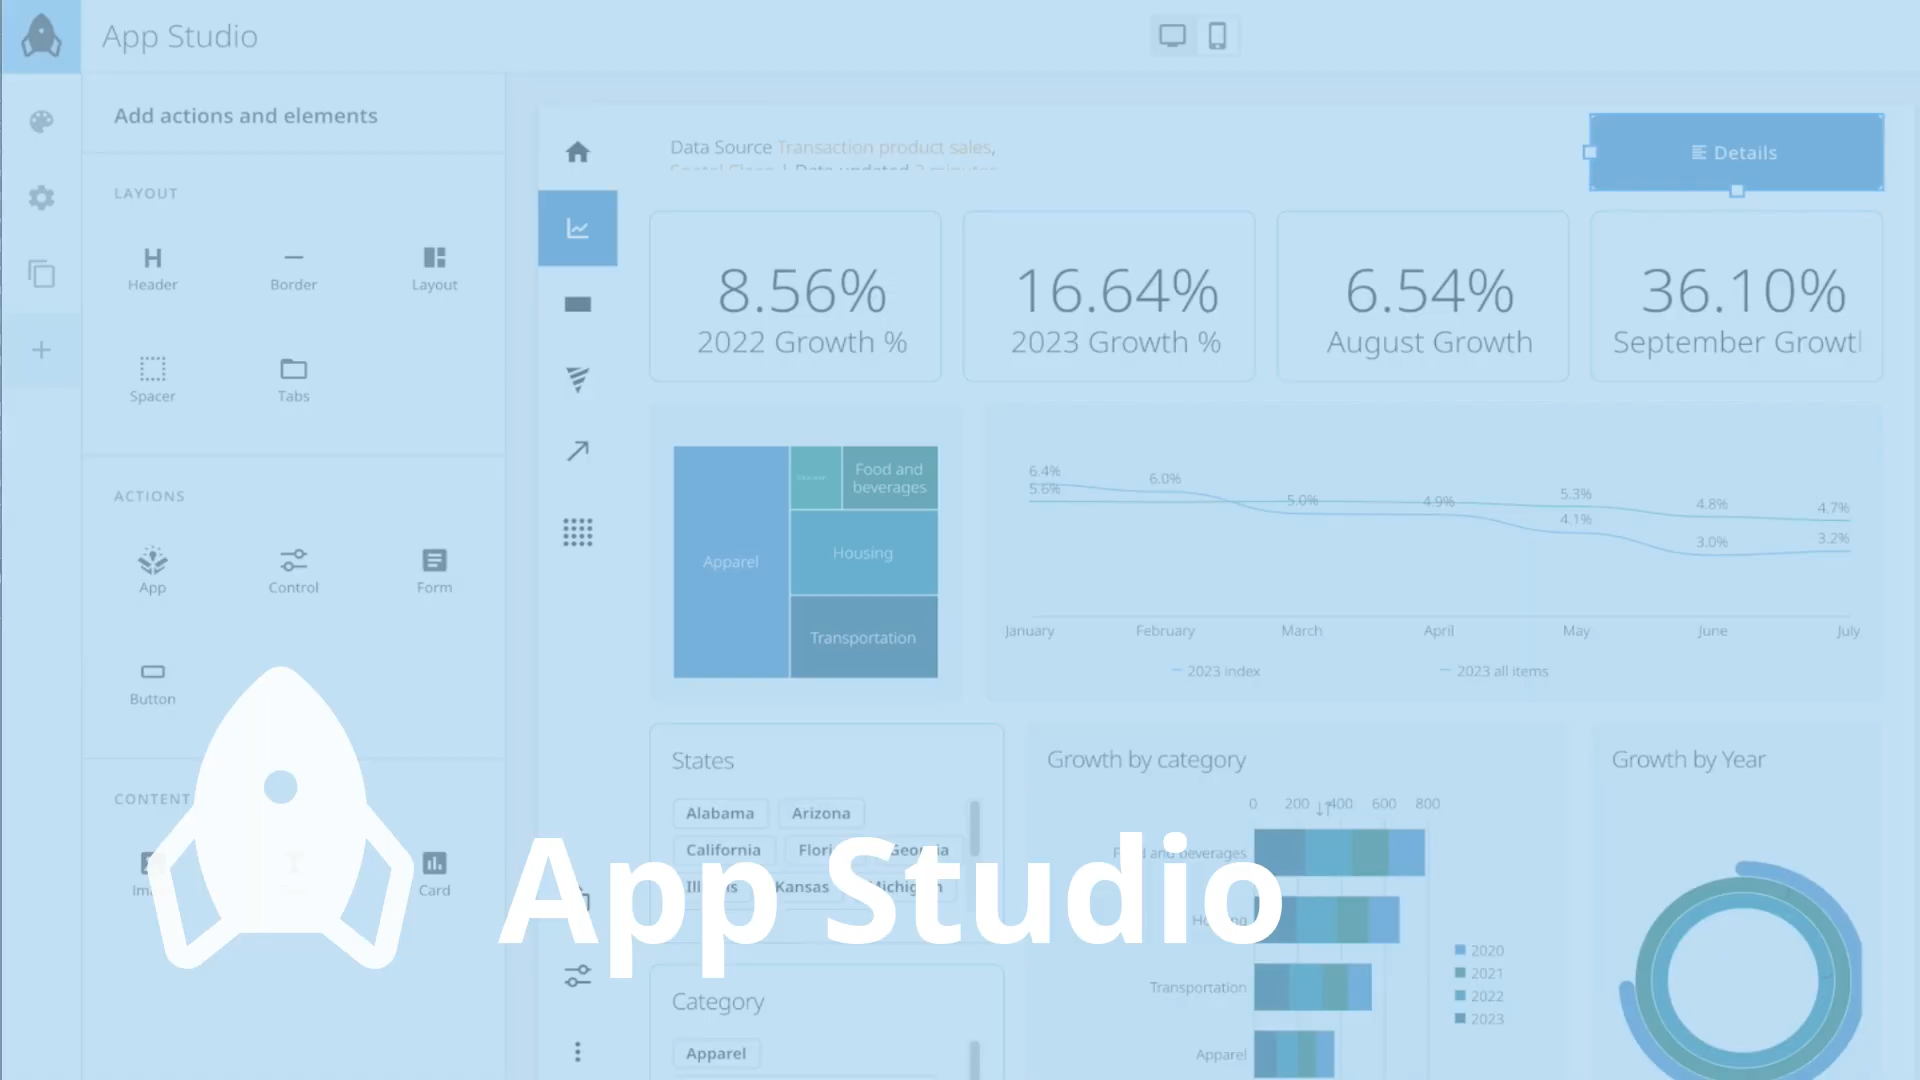 App Studio
Add actions and elements
LAYOUT
Header
Border
Layout
Spacer
Tabs
ACTIONS
App
Control
Form
Button
CONTENT
Card
Data Source Transaction product sales,
Details
8.56%
2022 Growth %
16.64%
2023 Growth %
6.54%
August Growth
36.10%
September Growt
Apparel
Food and
beverages
Housing
Transportation
6.4%
5.6%
6.0%
5.0%
4.9%
5.3%
4.1%
4.8%
3.0%
4.7%
3.2%
January
February
March
April
May
June
July
2023 index
2023 all items
States
Alabama
Arizona
California
Kansas
Category
Apparel
Growth by category
0
200
400
600
800
Transportation
Apparel
2020
2021
2022
2023
Growth by Year
App Studio